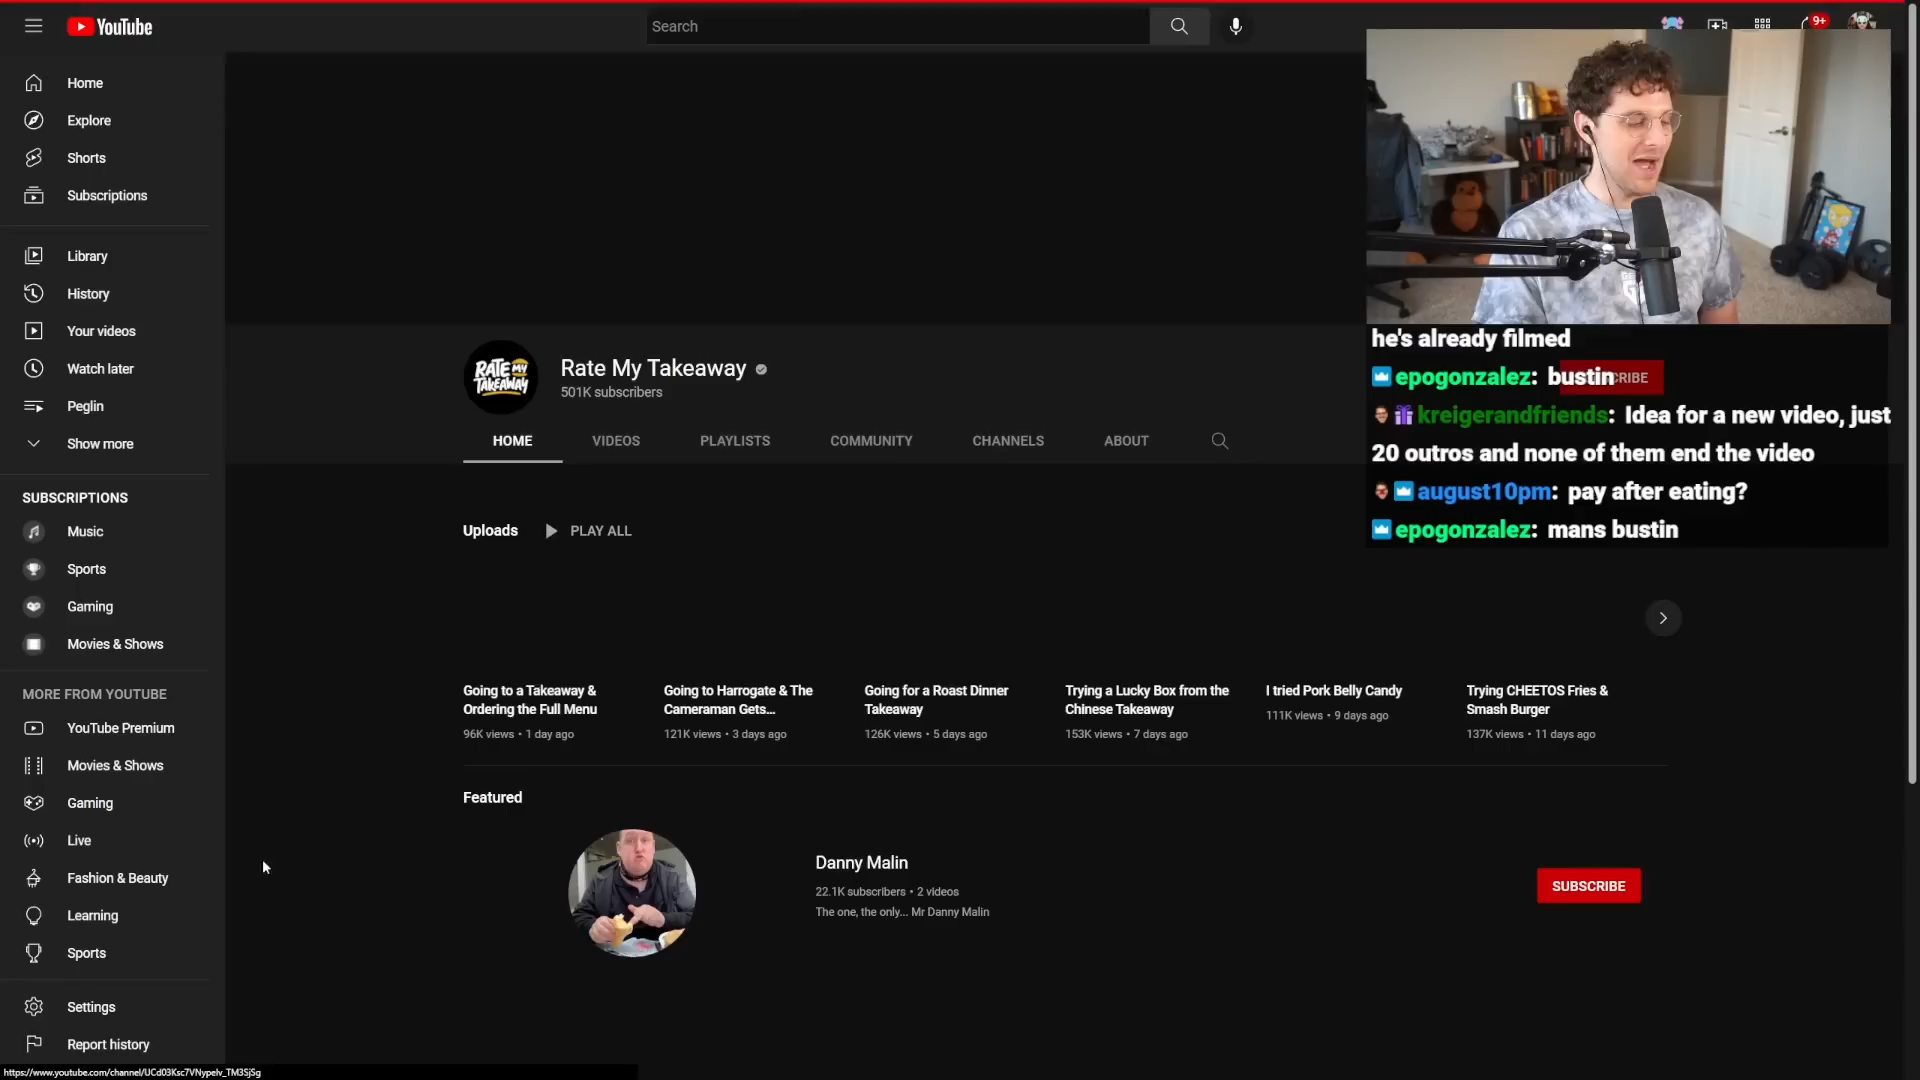 YouTube
Search
9+
Home
Explore
Shorts
Subscriptions
Library
History
Your videos
Watch later
Peglin
Show more
SUBSCRIPTIONS
Music
Sports
Gaming
Movies & Shows
MORE FROM YOUTUBE
YouTube Premium
Movies & Shows
Gaming
Live
Fashion & Beauty
Learning
Sports
Settings
Report history
https://www.youtube.com/channel/UCd03Ksc7VNypelv_TM3SjSg
RATE MY
TAKEAWAY
Rate My Takeaway
501K subscribers
HOME VIDEOS PLAYLISTS COMMUNITY CHANNELS ABOUT
he's already filmed
epogonzalez: bustin
kreigerandfriends: Idea for a new video, just
20 outros and none of them end the video
august10pm: pay after eating?
epogonzalez: mans bustin
Uploads PLAY ALL
Going to a Takeaway &
Ordering the Full Menu
96K views • 1 day ago
Going to Harrogate & The
Cameraman Gets...
121K views • 3 days ago
Going for a Roast Dinner
Takeaway
126K views • 5 days ago
Trying a Lucky Box from the
Chinese Takeaway
153K views • 7 days ago
I tried Pork Belly Candy
111K views • 9 days ago
Trying CHEETOS Fries &
Smash Burger
137K views • 11 days ago
Featured
Danny Malin
22.1K subscribers • 2 videos
The one, the only... Mr Danny Malin
SUBSCRIBE